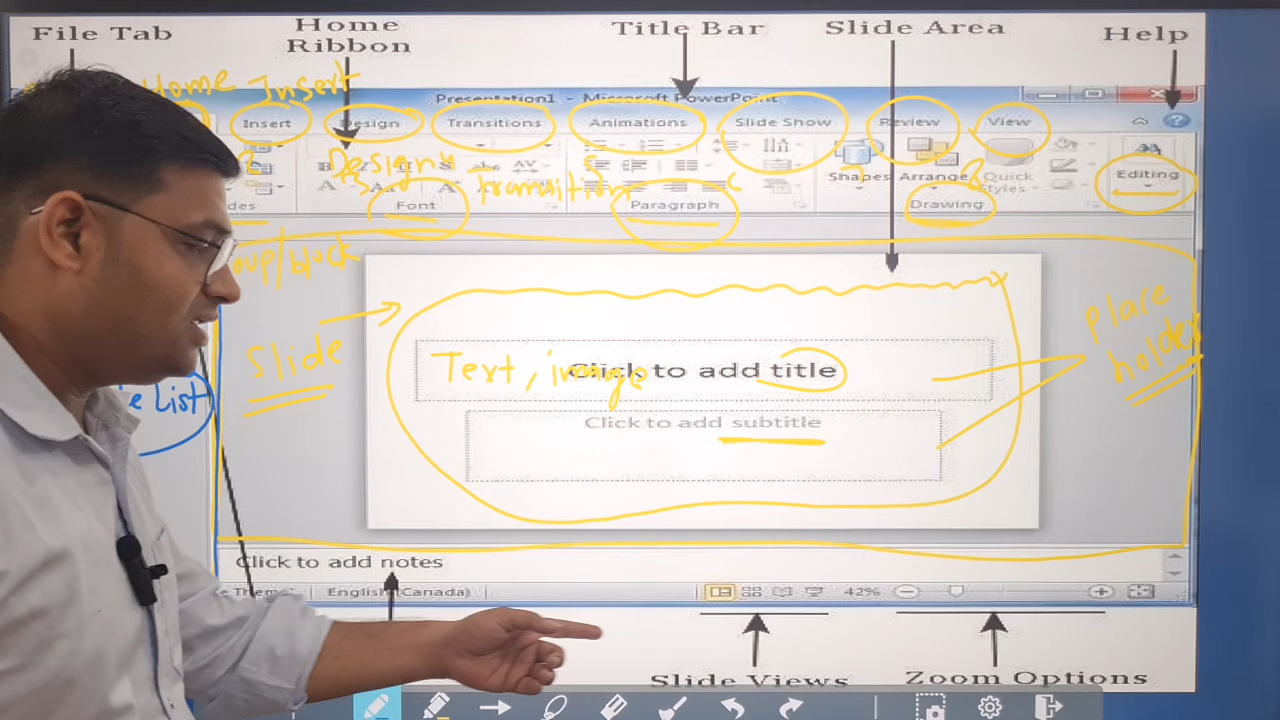 File Tab
Home
Ribbon
Title Bar
Slide Area
Help
Home
Insert
Presentation1 - Microsoft PowerPoint
Insert
Design
Transitions
Animations
Slide Show
Review
View
Design
Transition
Shapes
Arrange
Quick
Styles
Editing
Font
Paragraph
Drawing
block
Slide
Text, image
Click to add title
Click to add subtitle
Place
holder
List
Click to add notes
English (Canada)
42%
Slide Views
Zoom Options